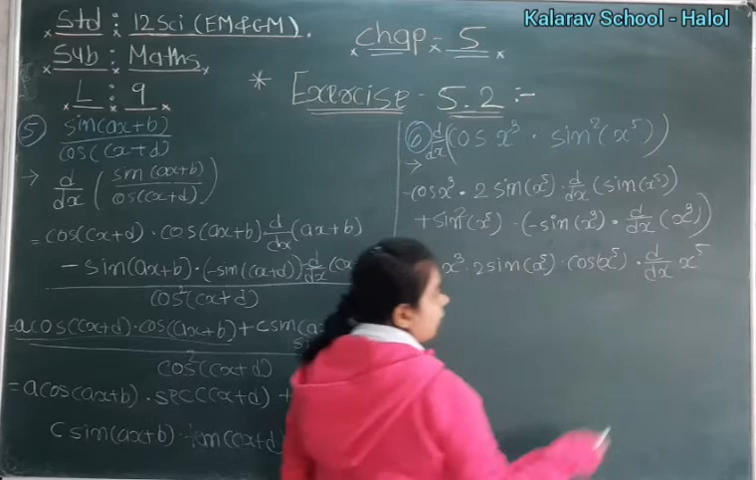 Kalarav School - Halol
Std : 12 Sci (EM&GM).
Sub : Maths
L : 9
Chap = 5
* Exercise - 5.2 :-
⑤ sin(ax+b)
cos(cx+d)
→ d/dx (sin(ax+b)/cos(cx+d))
= cos(cx+d) · cos(ax+b) · d/dx (ax+b)
- sin(ax+b) · (-sin(cx+d)) d/dx
cos²(cx+d)
= a cos(cx+d) · cos(ax+b) + c sin
cos²(cx+d)
= a cos(ax+b) · sec(cx+d) +
c sin(ax+b) · tan(cx+d)
⑥ d/dx (cos x³ · sin²(x⁵))
→
cos x³ · 2 sin(x⁵) · d/dx (sin(x⁵))
+ sin²(x⁵) · (-sin(x³) · d/dx (x³))
x³ · 2 sin(x⁵) · cos(x⁵) · d/dx x⁵